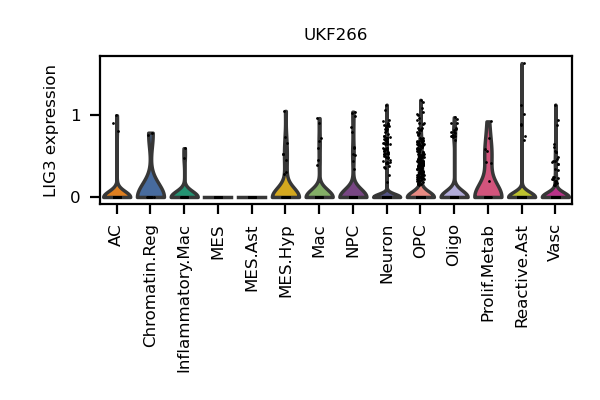 UKF266
LIG3 expression
1
0
AC
Chromatin.Reg
Inflammatory.Mac
MES
MES.Ast
MES.Hyp
Mac
NPC
Neuron
OPC
Oligo
Prolif.Metab
Reactive.Ast
Vasc